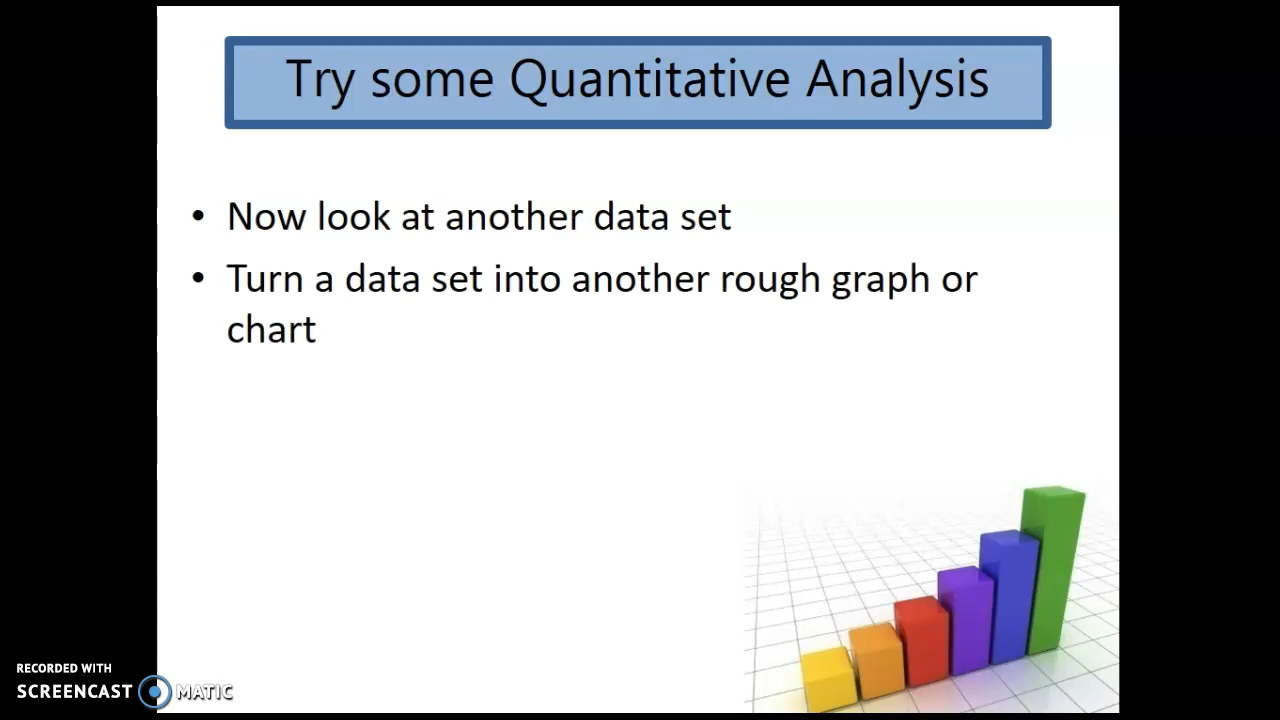 Try some Quantitative Analysis
• Now look at another data set
• Turn a data set into another rough graph or
chart
RECORDED WITH
SCREENCAST MATIC